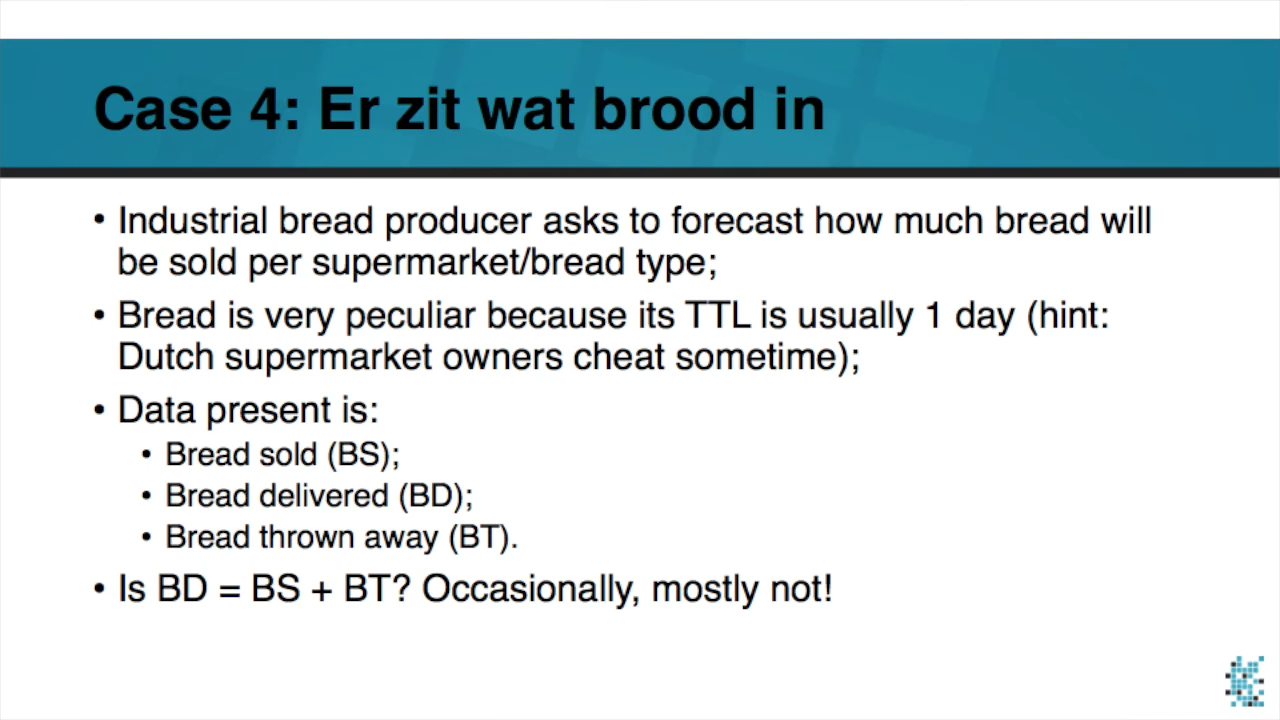 Case 4: Er zit wat brood in
• Industrial bread producer asks to forecast how much bread will
be sold per supermarket/bread type;
• Bread is very peculiar because its TTL is usually 1 day (hint:
Dutch supermarket owners cheat sometime);
• Data present is:
• Bread sold (BS);
• Bread delivered (BD);
• Bread thrown away (BT).
• Is BD = BS + BT? Occasionally, mostly not!